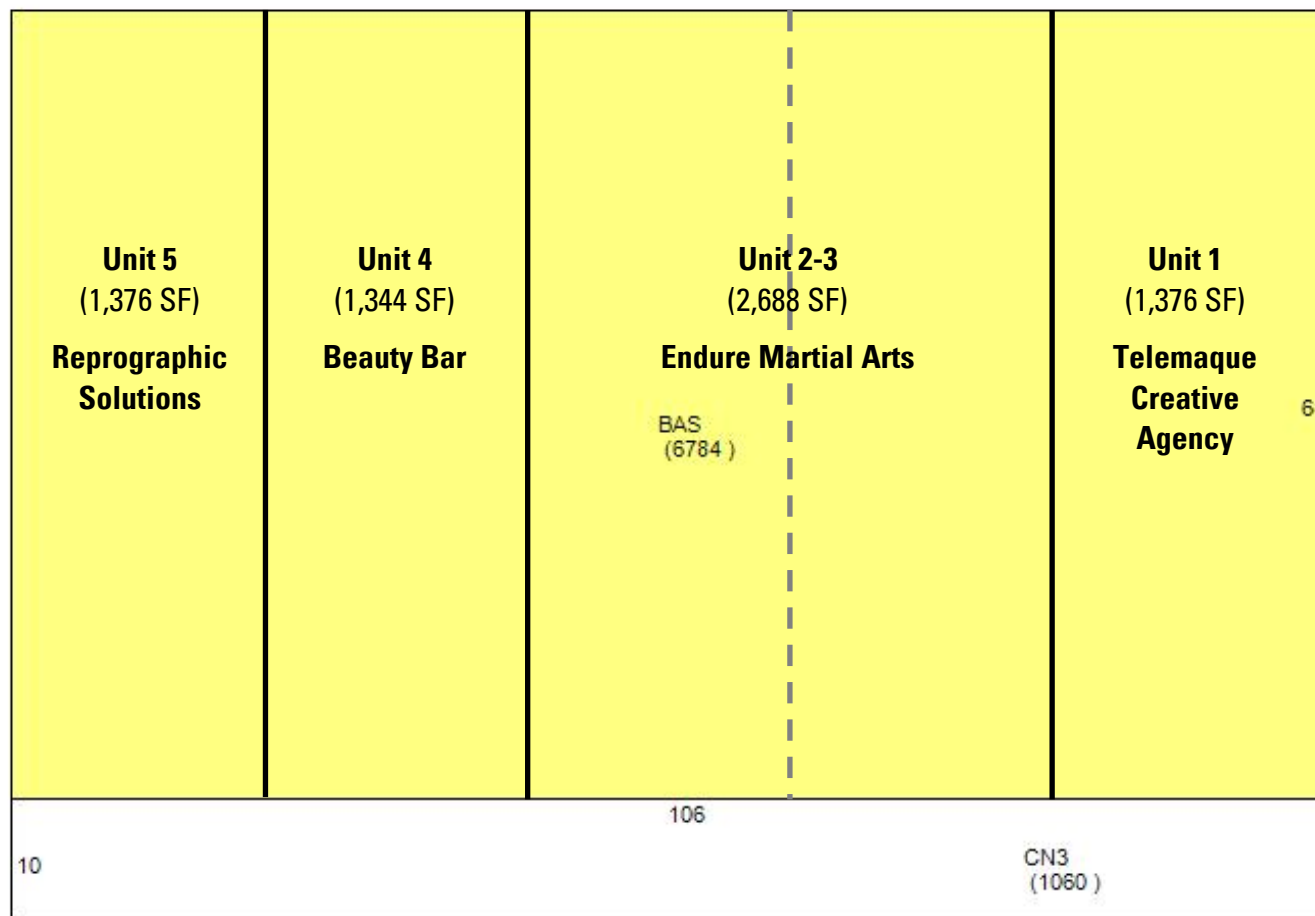 Unit 5
(1,376 SF)
Reprographic
Solutions
Unit 4
(1,344 SF)
Beauty Bar
Unit 2-3
(2,688 SF)
Endure Martial Arts
BAS
(6784 )
Unit 1
(1,376 SF)
Telemaque
Creative
Agency
6
106
10
CN3
(1060 )